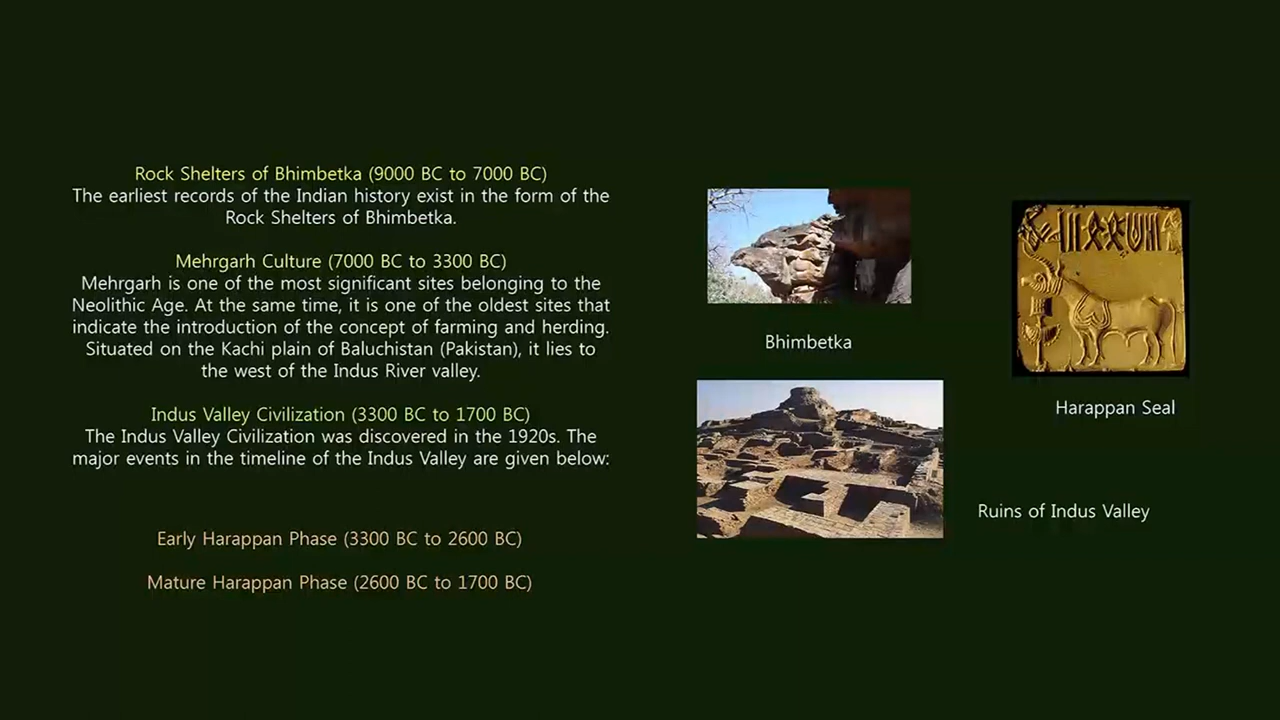 Rock Shelters of Bhimbetka (9000 BC to 7000 BC)
The earliest records of the Indian history exist in the form of the
Rock Shelters of Bhimbetka.
Mehrgarh Culture (7000 BC to 3300 BC)
Mehrgarh is one of the most significant sites belonging to the
Neolithic Age. At the same time, it is one of the oldest sites that
indicate the introduction of the concept of farming and herding.
Situated on the Kachi plain of Baluchistan (Pakistan), it lies to
the west of the Indus River valley.
Indus Valley Civilization (3300 BC to 1700 BC)
The Indus Valley Civilization was discovered in the 1920s. The
major events in the timeline of the Indus Valley are given below:
Early Harappan Phase (3300 BC to 2600 BC)
Mature Harappan Phase (2600 BC to 1700 BC)
Bhimbetka
Harappan Seal
Ruins of Indus Valley